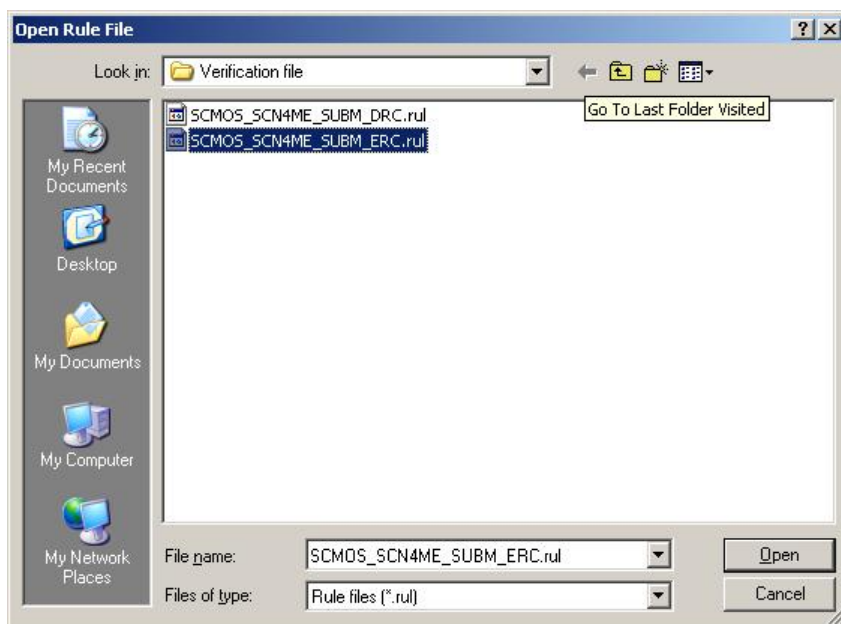 Open Rule File
Look in:
Verification file
Go To Last Folder Visited
SCMOS_SCN4ME_SUBM_DRC.rul
SCMOS_SCN4ME_SUBM_ERC.rul
My Recent
Documents
Desktop
My Documents
My Computer
My Network
Places
File name:
SCMOS_SCN4ME_SUBM_ERC.rul
Open
Files of type:
Rule files (*.rul)
Cancel